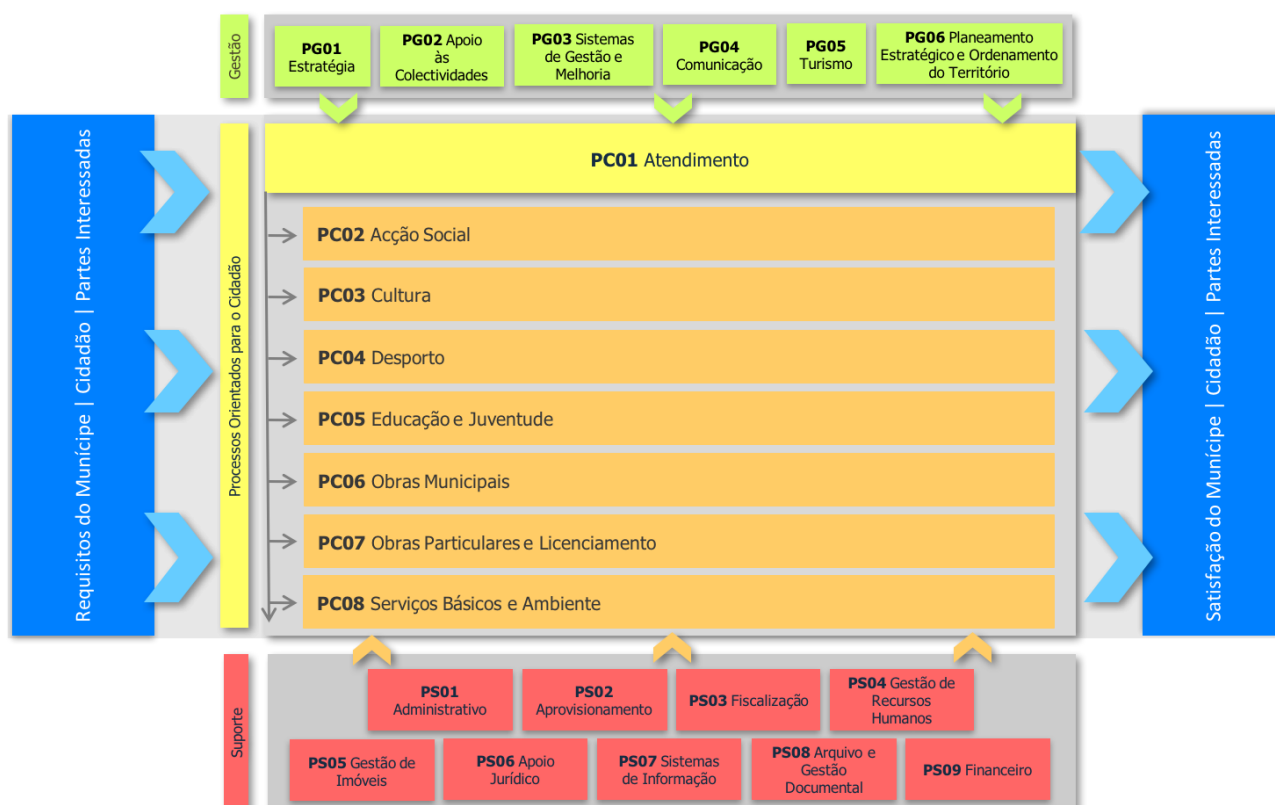 Gestão
PG01
Estratégia
PG02 Apoio
às
Colectividades
PG03 Sistemas
de Gestão e
Melhoria
PG04
Comunicação
PG05
Turismo
PG06 Planeamento
Estratégico e Ordenamento
do Território
Requisitos do Munícipe | Cidadão | Partes Interessadas
Processos Orientados para o Cidadão
PC01 Atendimento
PC02 Acção Social
PC03 Cultura
PC04 Desporto
PC05 Educação e Juventude
PC06 Obras Municipais
PC07 Obras Particulares e Licenciamento
PC08 Serviços Básicos e Ambiente
Satisfação do Munícipe | Cidadão | Partes Interessadas
Suporte
PS01
Administrativo
PS02
Aprovisionamento
PS03 Fiscalização
PS04 Gestão de
Recursos
Humanos
PS05 Gestão de
Imóveis
PS06 Apoio
Jurídico
PS07 Sistemas
de Informação
PS08 Arquivo e
Gestão
Documental
PS09 Financeiro